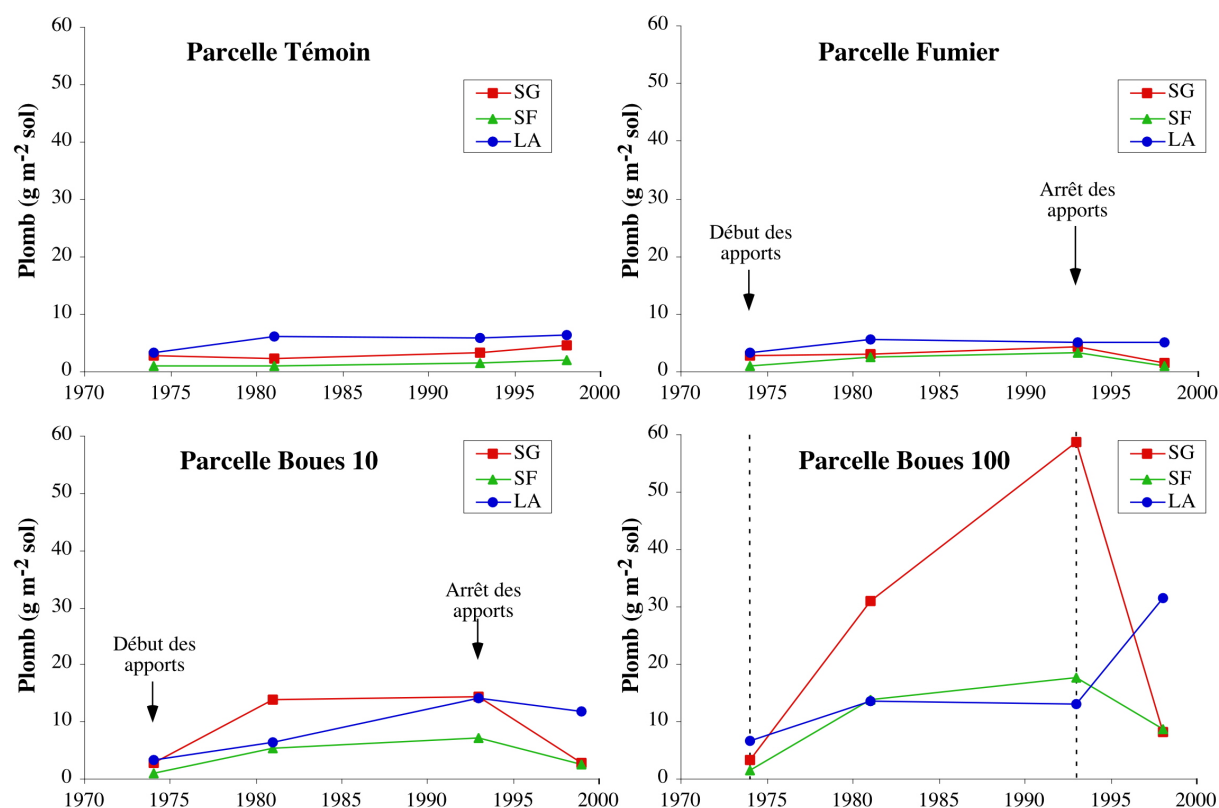 Parcelle Témoin
SG
SF
LA
Plomb (g m-2 sol)
60
50
40
30
20
10
0
1970 1975 1980 1985 1990 1995 2000
Parcelle Fumier
SG
SF
LA
Début des
apports
Arrêt des
apports
Plomb (g m-2 sol)
60
50
40
30
20
10
0
1970 1975 1980 1985 1990 1995 2000
Parcelle Boues 10
SG
SF
LA
Début des
apports
Arrêt des
apports
Plomb (g m-2 sol)
60
50
40
30
20
10
0
1970 1975 1980 1985 1990 1995 2000
Parcelle Boues 100
SG
SF
LA
Plomb (g m-2 sol)
60
50
40
30
20
10
0
1970 1975 1980 1985 1990 1995 2000